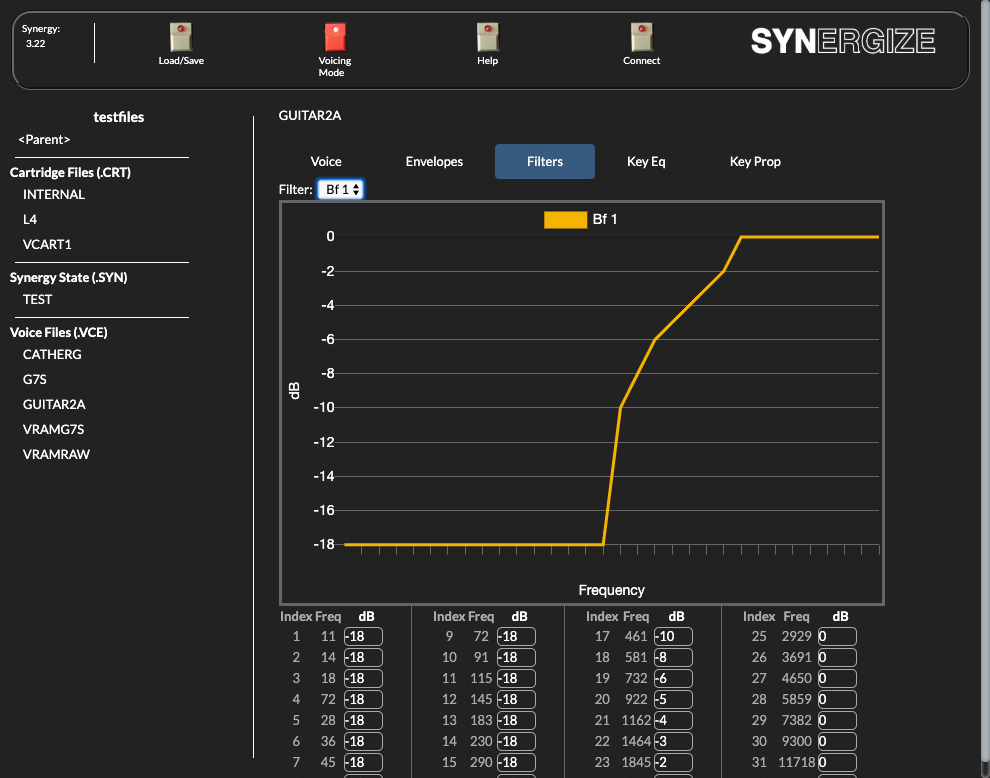 Synergy:
3.22
Load/Save
Voicing
Mode
Help
Connect
SYNERGIZE
testfiles
<Parent>
Cartridge Files (.CRT)
INTERNAL
L4
VCART1
Synergy State (.SYN)
TEST
Voice Files (.VCE)
CATHERG
G7S
GUITAR2A
VRAMG7S
VRAMRAW
GUITAR2A
Voice Envelopes Filters Key Eq Key Prop
Filter: Bf 1
Bf 1
0
-2
-4
-6
-8
-10
-12
-14
-16
-18
dB
Frequency
Index Freq dB Index Freq dB Index Freq dB Index Freq dB
1 11 -18 9 72 -18 17 461 -10 25 2929 0
2 14 -18 10 91 -18 18 581 -8 26 3691 0
3 18 -18 11 115 -18 19 732 -6 27 4650 0
4 72 -18 12 145 -18 20 922 -5 28 5859 0
5 28 -18 13 183 -18 21 1162 -4 29 7382 0
6 36 -18 14 230 -18 22 1464 -3 30 9300 0
7 45 -18 15 290 -18 23 1845 -2 31 11718 0